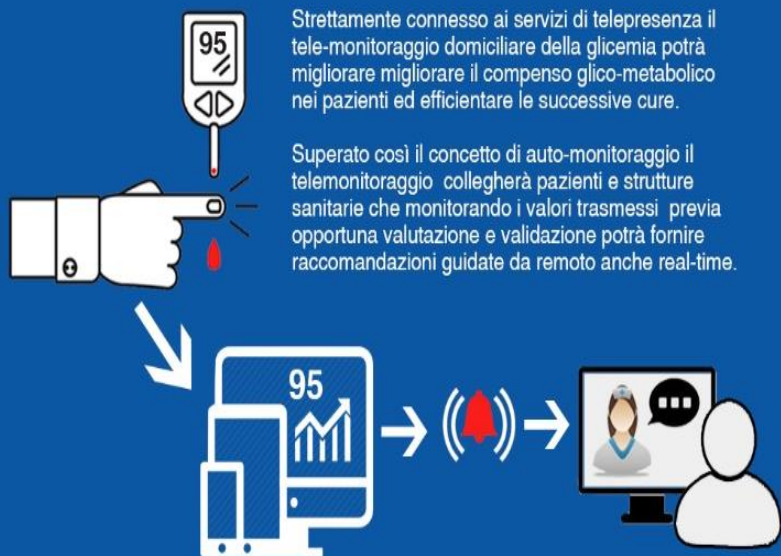 95
Strettamente connesso ai servizi di telepresenza il
tele-monitoraggio domiciliare della glicemia potrà
migliorare migliorare il compenso glico-metabolico
nei pazienti ed efficientare le successive cure.
Superato così il concetto di auto-monitoraggio il
telemonitoraggio collegherà pazienti e strutture
sanitarie che monitorando i valori trasmessi previa
opportuna valutazione e validazione potrà fornire
raccomandazioni guidate da remoto anche real-time.
95